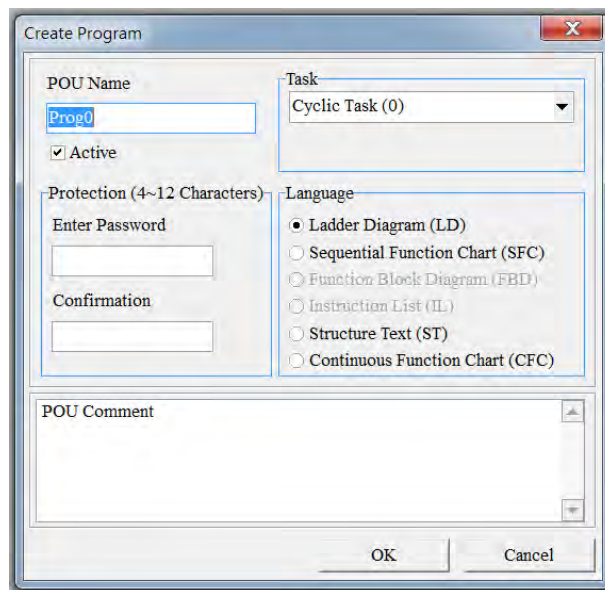 Create Program
POU Name
Prog0
Active
Task
Cyclic Task (0)
Protection (4~12 Characters)
Enter Password
Confirmation
Language
Ladder Diagram (LD)
Sequential Function Chart (SFC)
Function Block Diagram (FBD)
Instruction List (IL)
Structure Text (ST)
Continuous Function Chart (CFC)
POU Comment
OK
Cancel